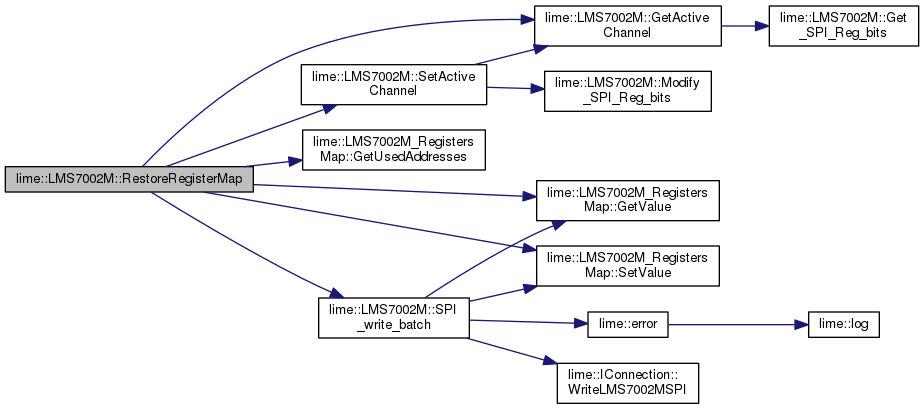 lime::LMS7002M::RestoreRegisterMap
lime::LMS7002M::SetActive
Channel
lime::LMS7002M_Registers
Map::GetUsedAddresses
lime::LMS7002M::SPI
_write_batch
lime::LMS7002M::GetActive
Channel
lime::LMS7002M::Modify
_SPI_Reg_bits
lime::LMS7002M_Registers
Map::GetValue
lime::LMS7002M_Registers
Map::SetValue
lime::error
lime::IConnection::
WriteLMS7002MSPI
lime::LMS7002M::Get
_SPI_Reg_bits
lime::log